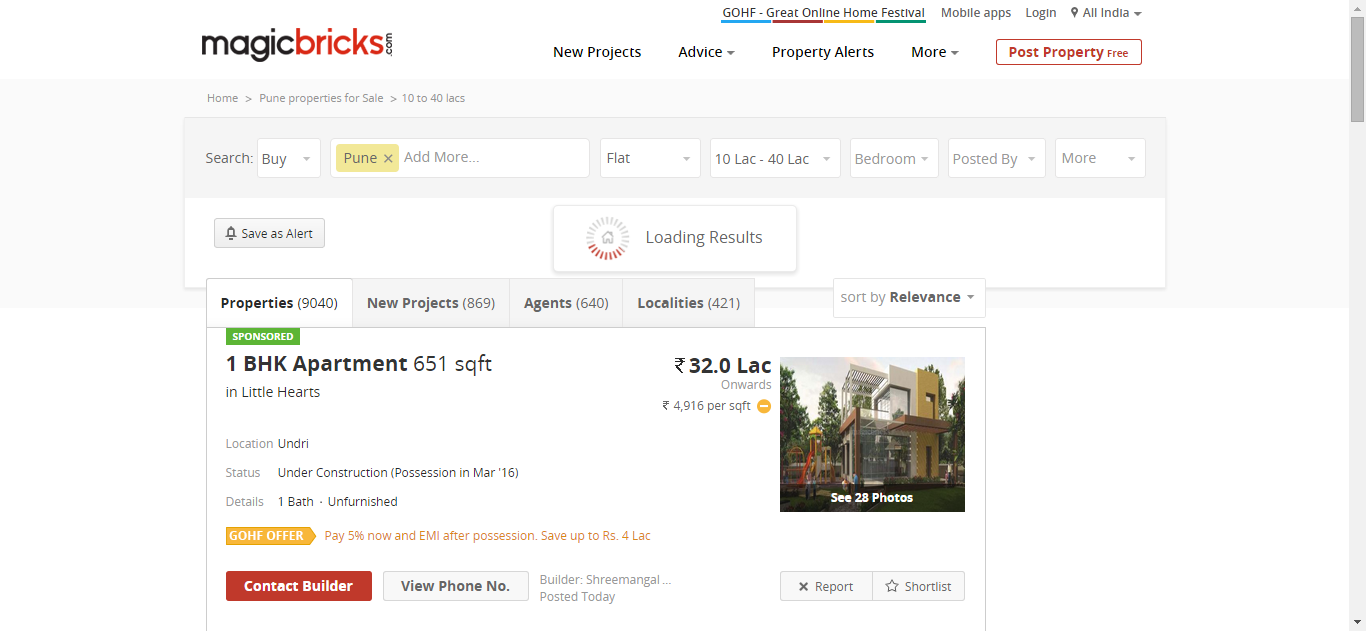 GOHF - Great Online Home Festival Mobile apps Login All India
magicbricks.com
New Projects Advice Property Alerts More Post Property Free
Home > Pune properties for Sale > 10 to 40 lacs
Search: Buy Pune × Add More... Flat 10 Lac - 40 Lac Bedroom Posted By More
Save as Alert
Loading Results
Properties (9040) New Projects (869) Agents (640) Localities (421) sort by Relevance
SPONSORED
1 BHK Apartment 651 sqft ₹ 32.0 Lac
Onwards
in Little Hearts
₹ 4,916 per sqft
Location Undri
Status Under Construction (Possession in Mar '16)
Details 1 Bath · Unfurnished
See 28 Photos
GOHF OFFER Pay 5% now and EMI after possession. Save up to Rs. 4 Lac
Contact Builder View Phone No. Builder: Shreemangal ...
Posted Today
Report Shortlist